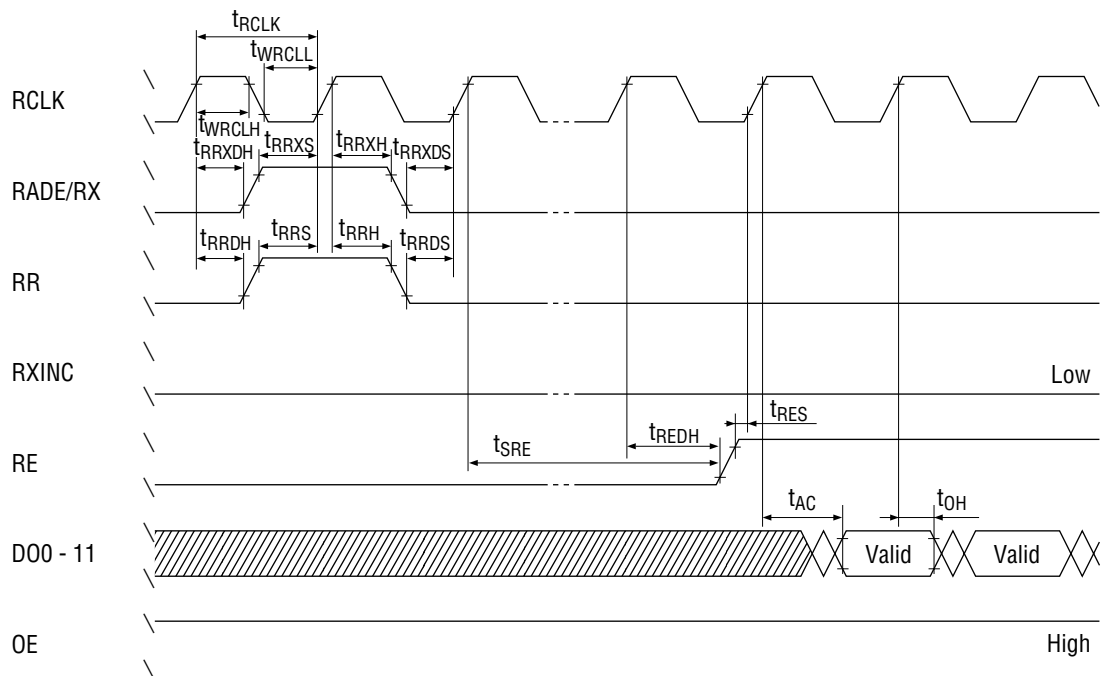 tRCLK
tWRCLL
RCLK
tWRCLH
tRRXDH tRRXS tRRXH tRRXDS
RADE/RX
tRRDH tRRS tRRH tRRDS
RR
RXINC Low
tRES
tREDH
tSRE
RE
tAC tOH
DO0 - 11 Valid Valid
OE High